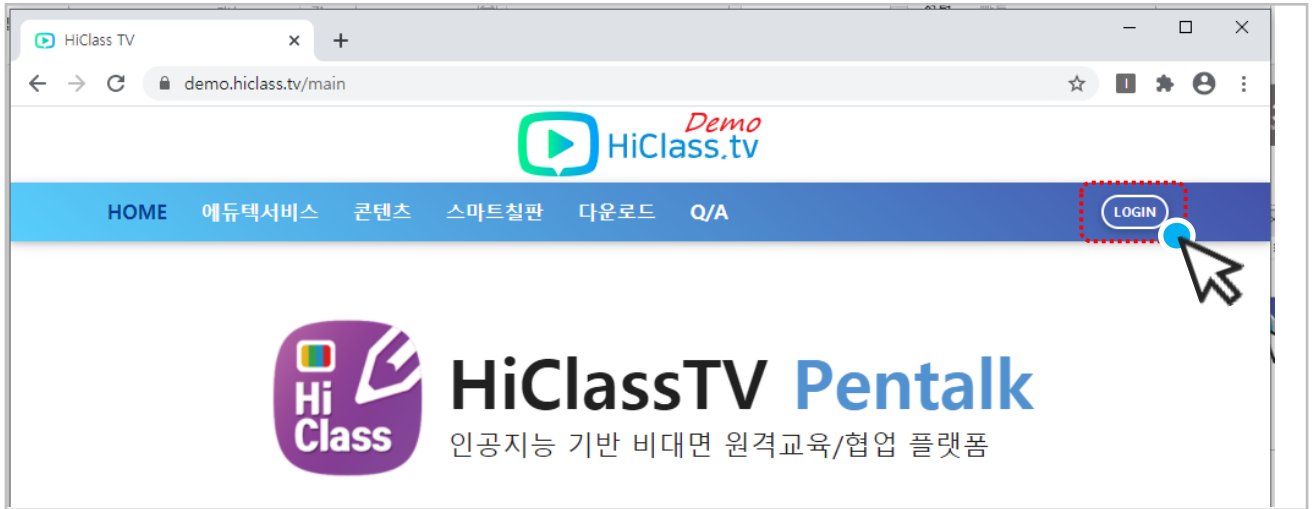 HiClass TV
demo.hiclass.tv/main
Demo
HiClass.tv
HOME 에듀텍서비스 콘텐츠 스마트칠판 다운로드 Q/A LOGIN
Hi
Class
HiClassTV Pentalk
인공지능 기반 비대면 원격교육/협업 플랫폼